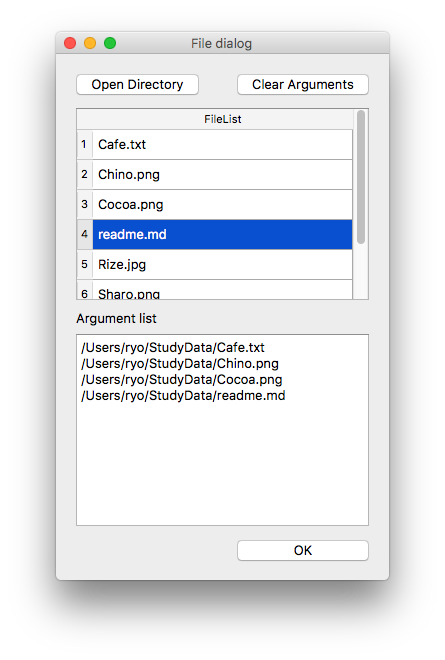 File dialog
Open Directory
Clear Arguments
FileList
1 Cafe.txt
2 Chino.png
3 Cocoa.png
4 readme.md
5 Rize.jpg
6 Sharo.png
Argument list
/Users/ryo/StudyData/Cafe.txt
/Users/ryo/StudyData/Chino.png
/Users/ryo/StudyData/Cocoa.png
/Users/ryo/StudyData/readme.md
OK